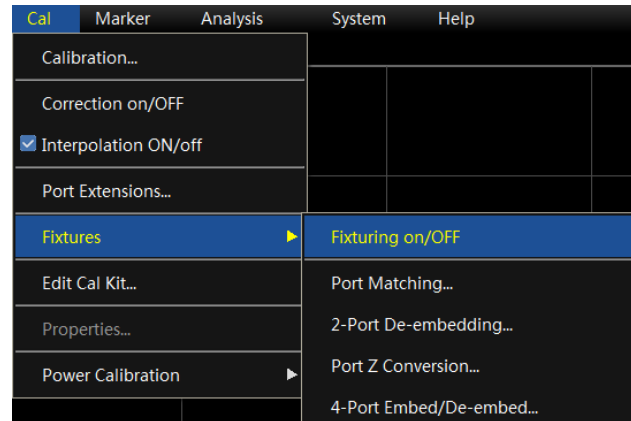 Cal Marker Analysis System Help
Calibration...
Correction on/OFF
Interpolation ON/off
Port Extensions...
Fixtures
Fixturing on/OFF
Edit Cal Kit...
Port Matching...
Properties...
2-Port De-embedding...
Power Calibration
Port Z Conversion...
4-Port Embed/De-embed...